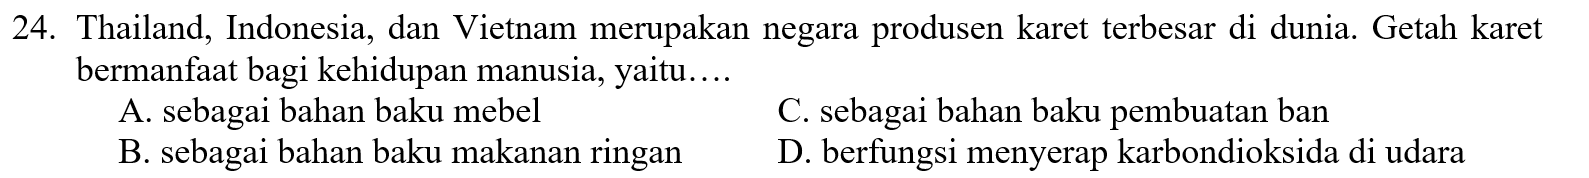 24. Thailand, Indonesia, dan Vietnam merupakan negara produsen karet terbesar di dunia. Getah karet
bermanfaat bagi kehidupan manusia, yaitu….
A. sebagai bahan baku mebel
C. sebagai bahan baku pembuatan ban
B. sebagai bahan baku makanan ringan
D. berfungsi menyerap karbondioksida di udara